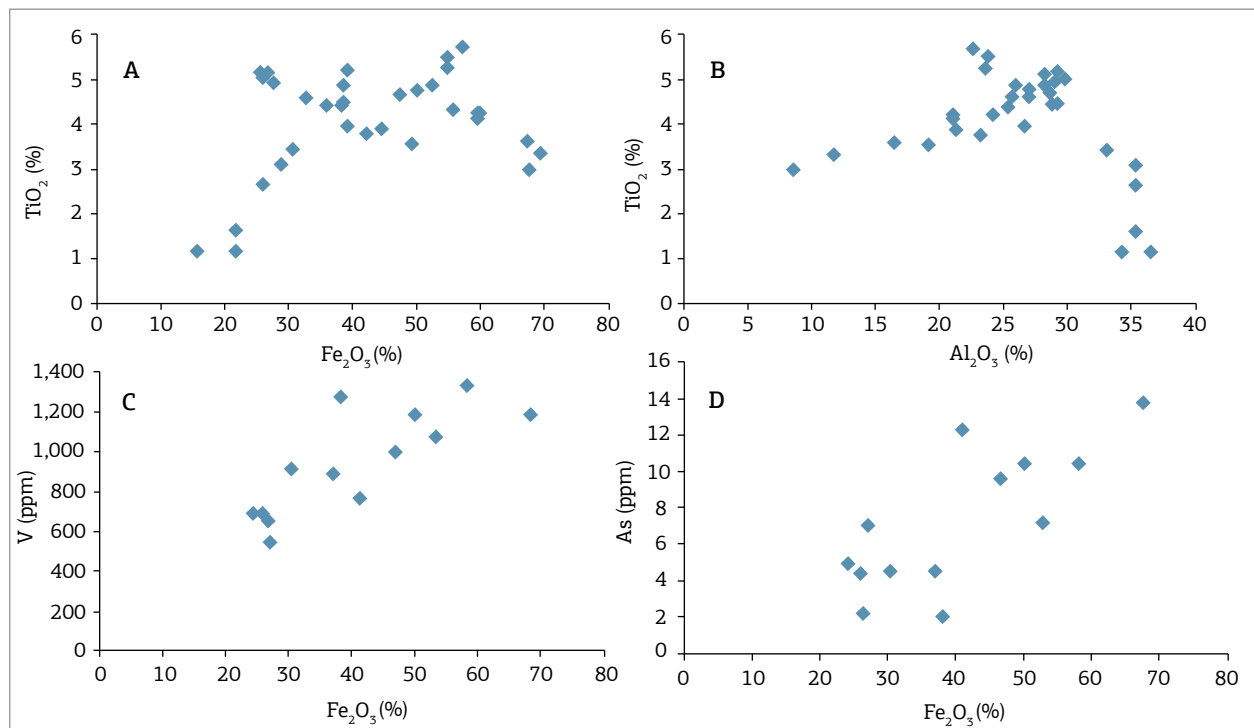 A
TiO₂ (%)
6
5
4
3
2
1
0
0 10 20 30 40 50 60 70 80
Fe₂O₃ (%)
B
TiO₂ (%)
6
5
4
3
2
1
0
0 5 10 15 20 25 30 35 40
Al₂O₃ (%)
C
V (ppm)
1,400
1,200
1,000
800
600
400
200
0
0 10 20 30 40 50 60 70 80
Fe₂O₃ (%)
D
As (ppm)
16
14
12
10
8
6
4
2
0
0 10 20 30 40 50 60 70 80
Fe₂O₃ (%)